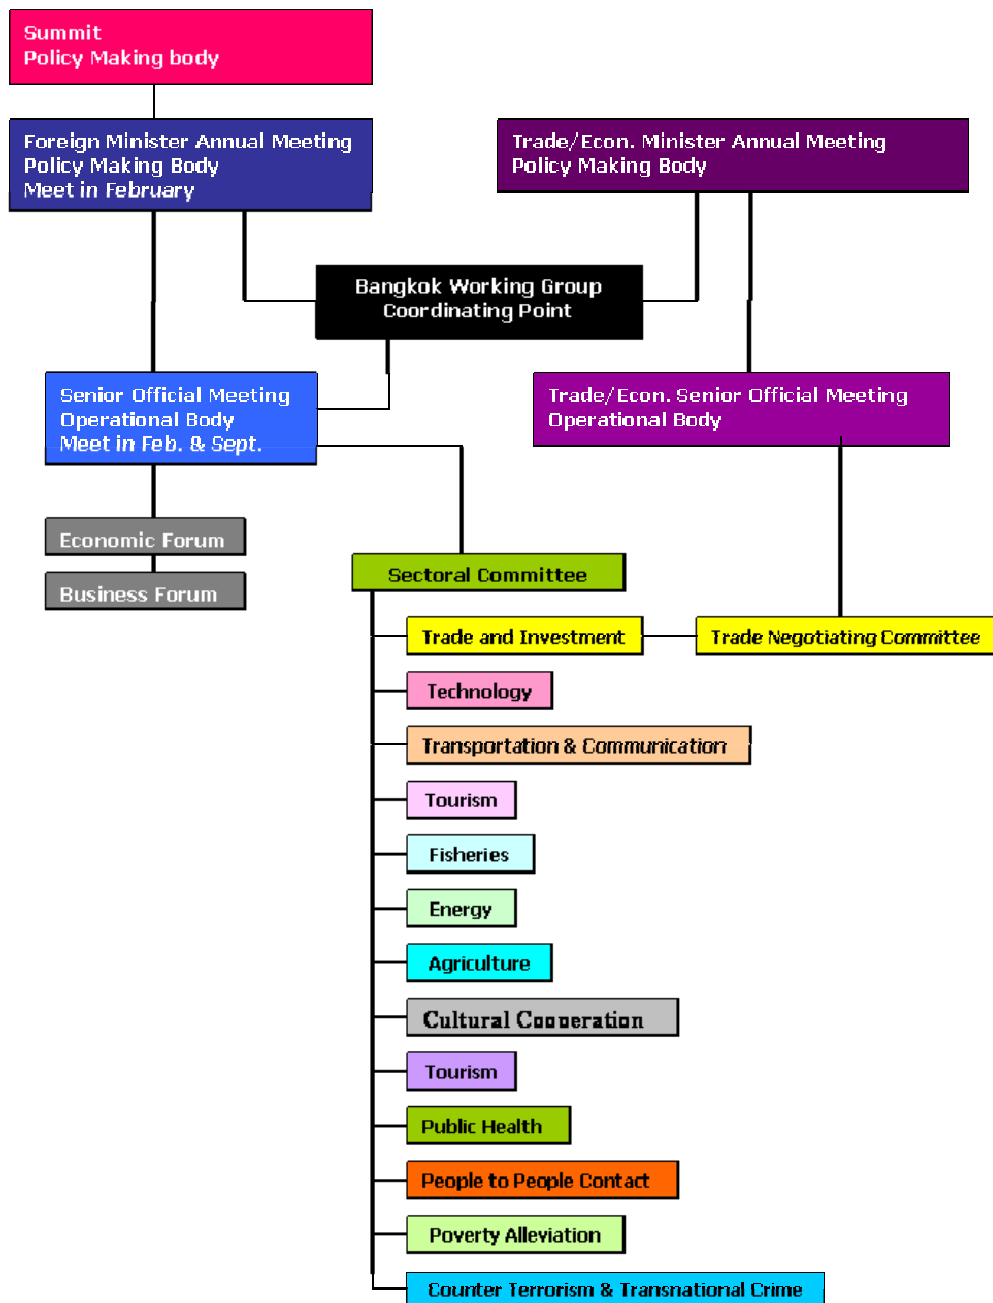 Summit
Policy Making body
Foreign Minister Annual Meeting
Policy Making Body
Meet in February
Trade/Econ. Minister Annual Meeting
Policy Making Body
Bangkok Working Group
Coordinating Point
Senior Official Meeting
Operational Body
Meet in Feb. & Sept.
Trade/Econ. Senior Official Meeting
Operational Body
Economic Forum
Business Forum
Sectoral Committee
Trade and Investment
Trade Negotiating Committee
Technology
Transportation & Communication
Tourism
Fisheries
Energy
Agriculture
Cultural Cooperation
Tourism
Public Health
People to People Contact
Poverty Alleviation
Counter Terrorism & Transnational Crime